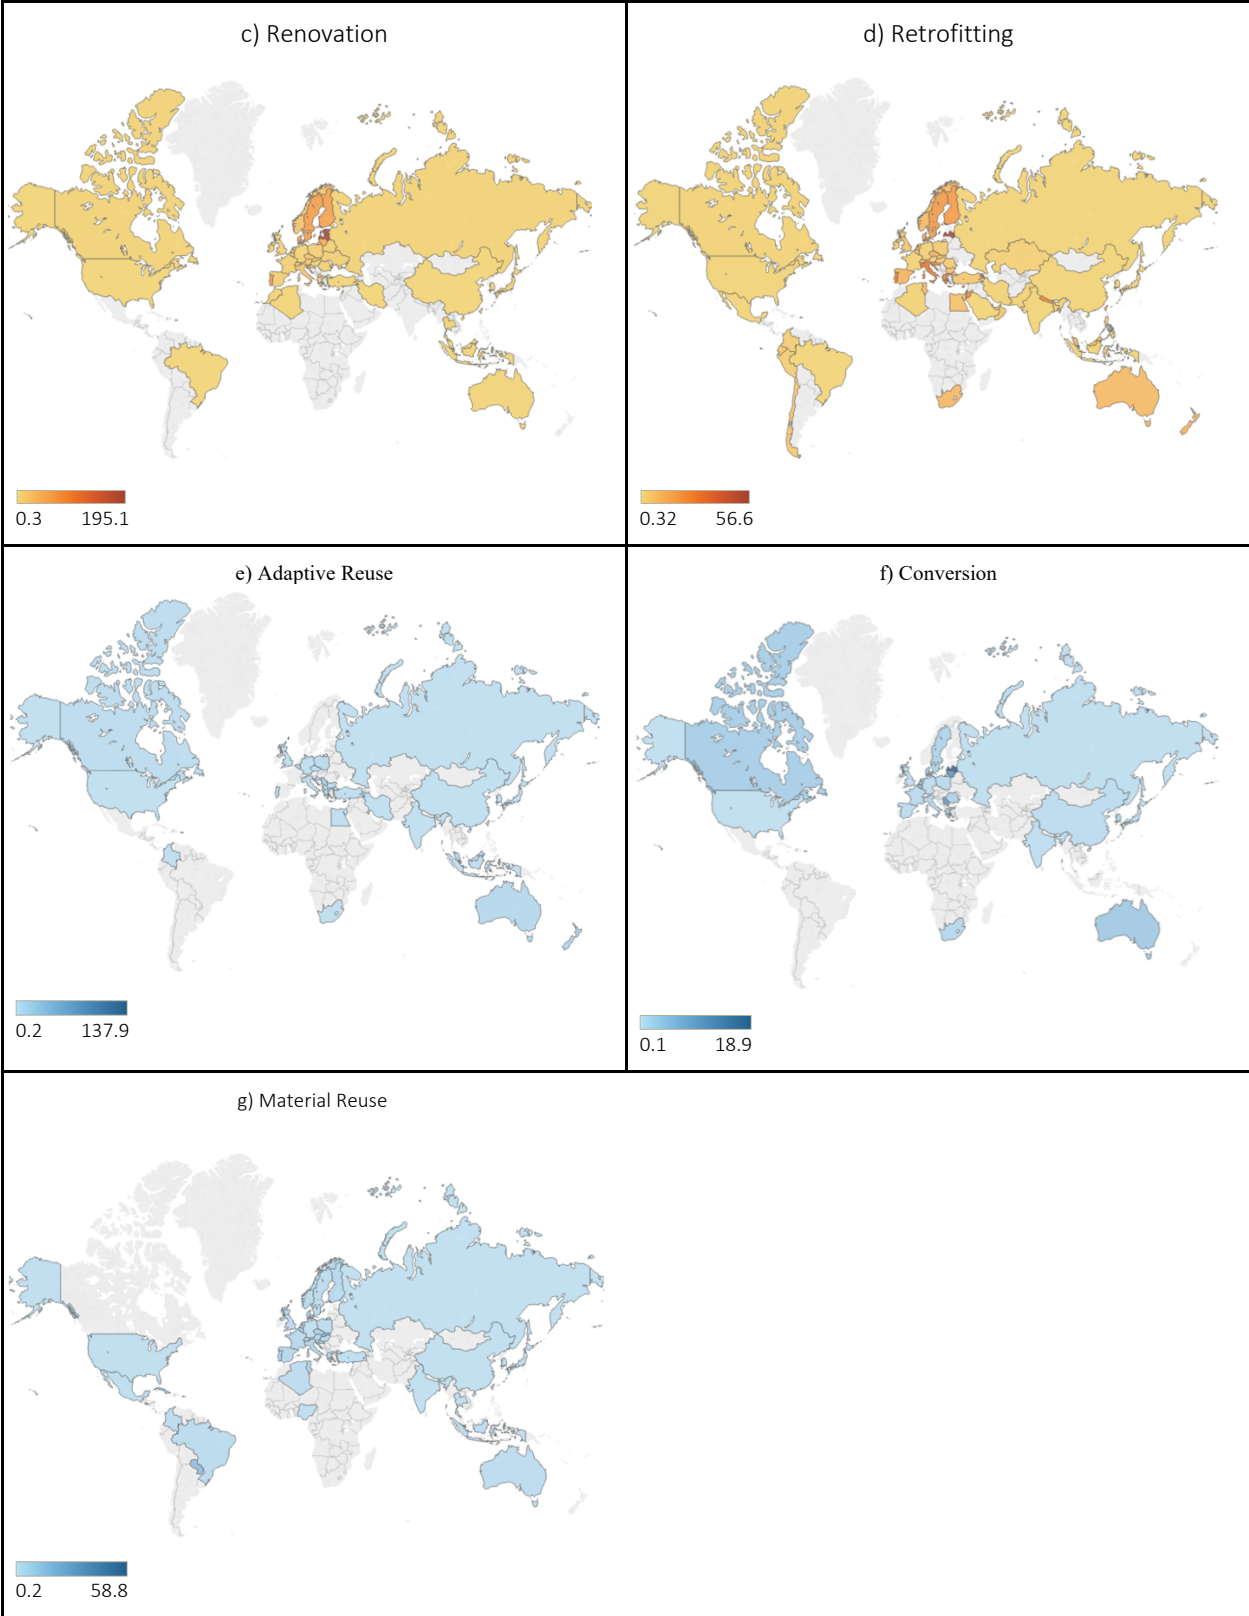 c) Renovation
d) Retrofitting
0.3 195.1
0.32 56.6
e) Adaptive Reuse
f) Conversion
0.2 137.9
0.1 18.9
g) Material Reuse
0.2 58.8